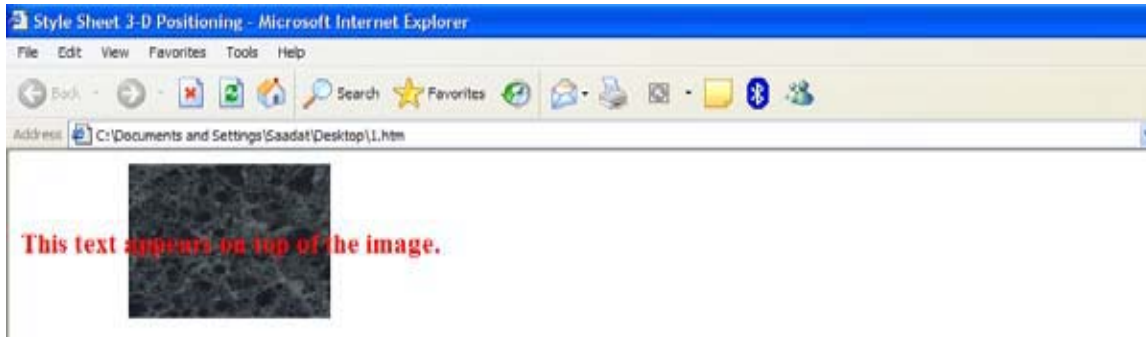 Style Sheet 3-D Positioning - Microsoft Internet Explorer
File Edit View Favorites Tools Help
Back Search Favorites
Address C:\Documents and Settings\Saadat\Desktop\1.htm
This text appears on top of the image.